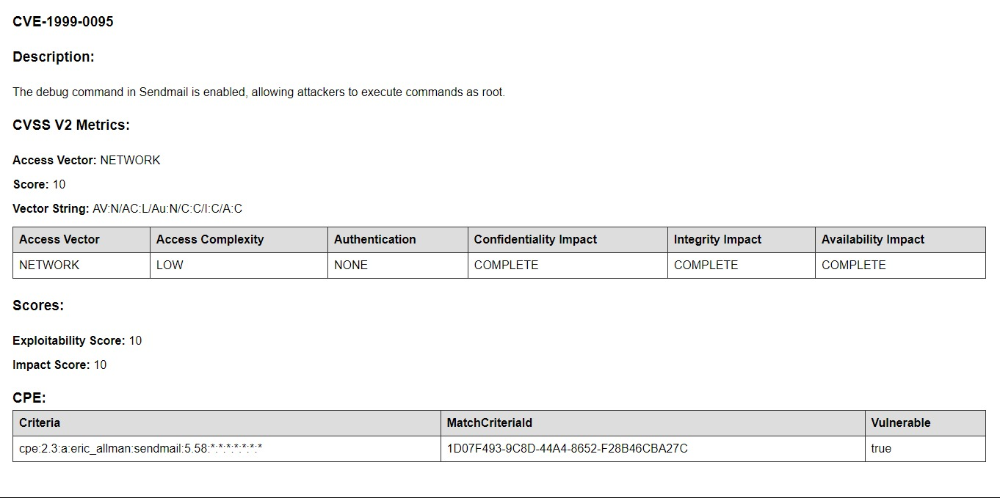 CVE-1999-0095
Description:
The debug command in Sendmail is enabled, allowing attackers to execute commands as root.
CVSS V2 Metrics:
Access Vector: NETWORK
Score: 10
Vector String: AV:N/AC:L/Au:N/C:C/I:C/A:C
Access Vector Access Complexity Authentication Confidentiality Impact Integrity Impact Availability Impact
NETWORK LOW NONE COMPLETE COMPLETE COMPLETE
Scores:
Exploitability Score: 10
Impact Score: 10
CPE:
Criteria MatchCriteriaId Vulnerable
cpe:2.3:a:eric_allman:sendmail:5.58:*:*:*:*:*:*:* 1D07F493-9C8D-44A4-8652-F28B46CBA27C true